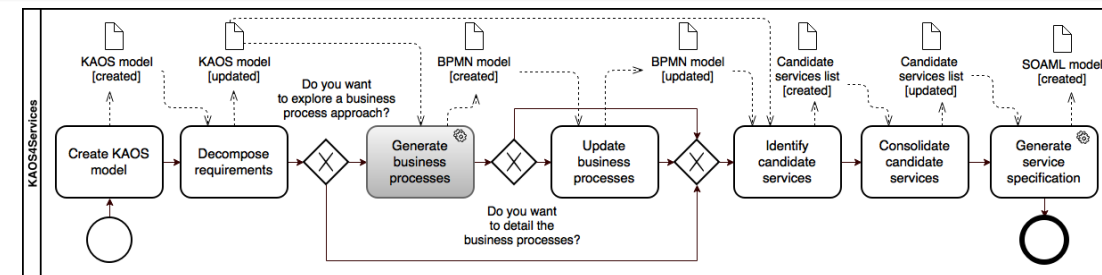 KAOS4Services
KAOS model
[created]
KAOS model
[updated]
BPMN model
[created]
BPMN model
[updated]
Candidate
services list
[created]
Candidate
services list
[updated]
SOAML model
[created]
Do you want
to explore a business
process approach?
Create KAOS
model
Decompose
requirements
X
Generate
business
processes
X
Update
business
processes
X
Identify
candidate
services
Consolidate
candidate
services
Generate
service
specification
Do you want
to detail the
business processes?